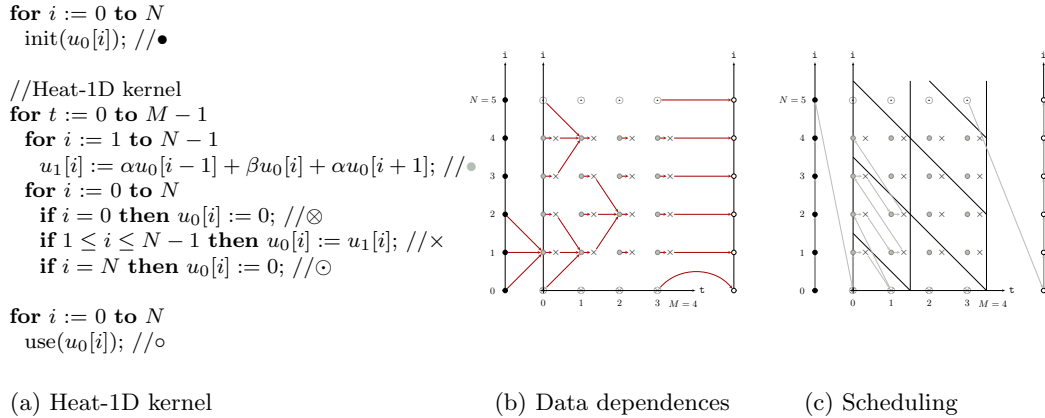 for i := 0 to N
init(u₀[i]); //●
//Heat-1D kernel
for t := 0 to M − 1
for i := 1 to N − 1
u₁[i] := αu₀[i − 1] + βu₀[i] + αu₀[i + 1]; //●
for i := 0 to N
if i = 0 then u₀[i] := 0; //⊗
if 1 ≤ i ≤ N − 1 then u₀[i] := u₁[i]; //×
if i = N then u₀[i] := 0; //⊙
for i := 0 to N
use(u₀[i]); //○
(a) Heat-1D kernel
i i i
N = 5
4
3
2
1
0
t
0 1 2 3 M = 4
(b) Data dependences
i i i
N = 5
4
3
2
1
0
t
0 1 2 3 M = 4
(c) Scheduling